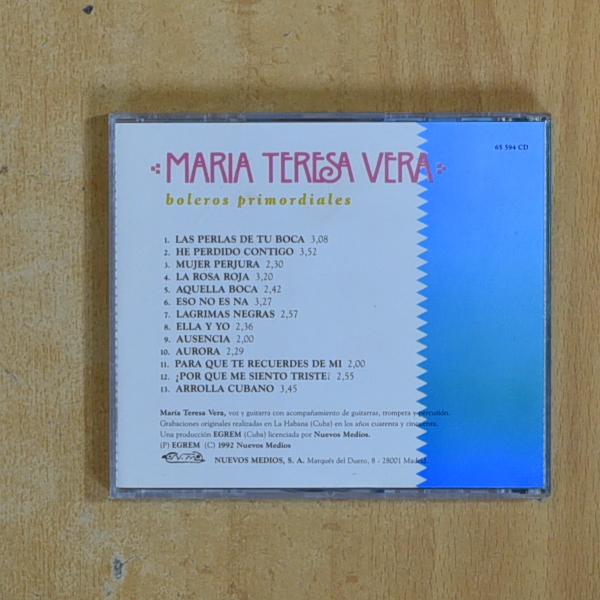 65 594 CD
MARIA TERESA VERA
boleros primordiales
1. LAS PERLAS DE TU BOCA 3,08
2. HE PERDIDO CONTIGO 3,52
3. MUJER PERJURA 2,30
4. LA ROSA ROJA 3,20
5. AQUELLA BOCA 2,42
6. ESO NO ES NA 3,27
7. LAGRIMAS NEGRAS 2,57
8. ELLA Y YO 2,36
9. AUSENCIA 2,00
10. AURORA 2,29
11. PARA QUE TE RECUERDES DE MI 2,00
12. ¿POR QUE ME SIENTO TRISTE? 2,55
13. ARROLLA CUBANO 3,45
María Teresa Vera, voz y guitarra con acompañamiento de guitarras, trompeta y percusión.
Grabaciones originales realizadas en La Habana (Cuba) en los años cuarenta y cincuenta.
Una producción EGREM (Cuba) licenciada por Nuevos Medios.
(P) EGREM (C) 1992 Nuevos Medios
NUEVOS MEDIOS, S. A. Marqués del Duero, 8 - 28001 Madrid